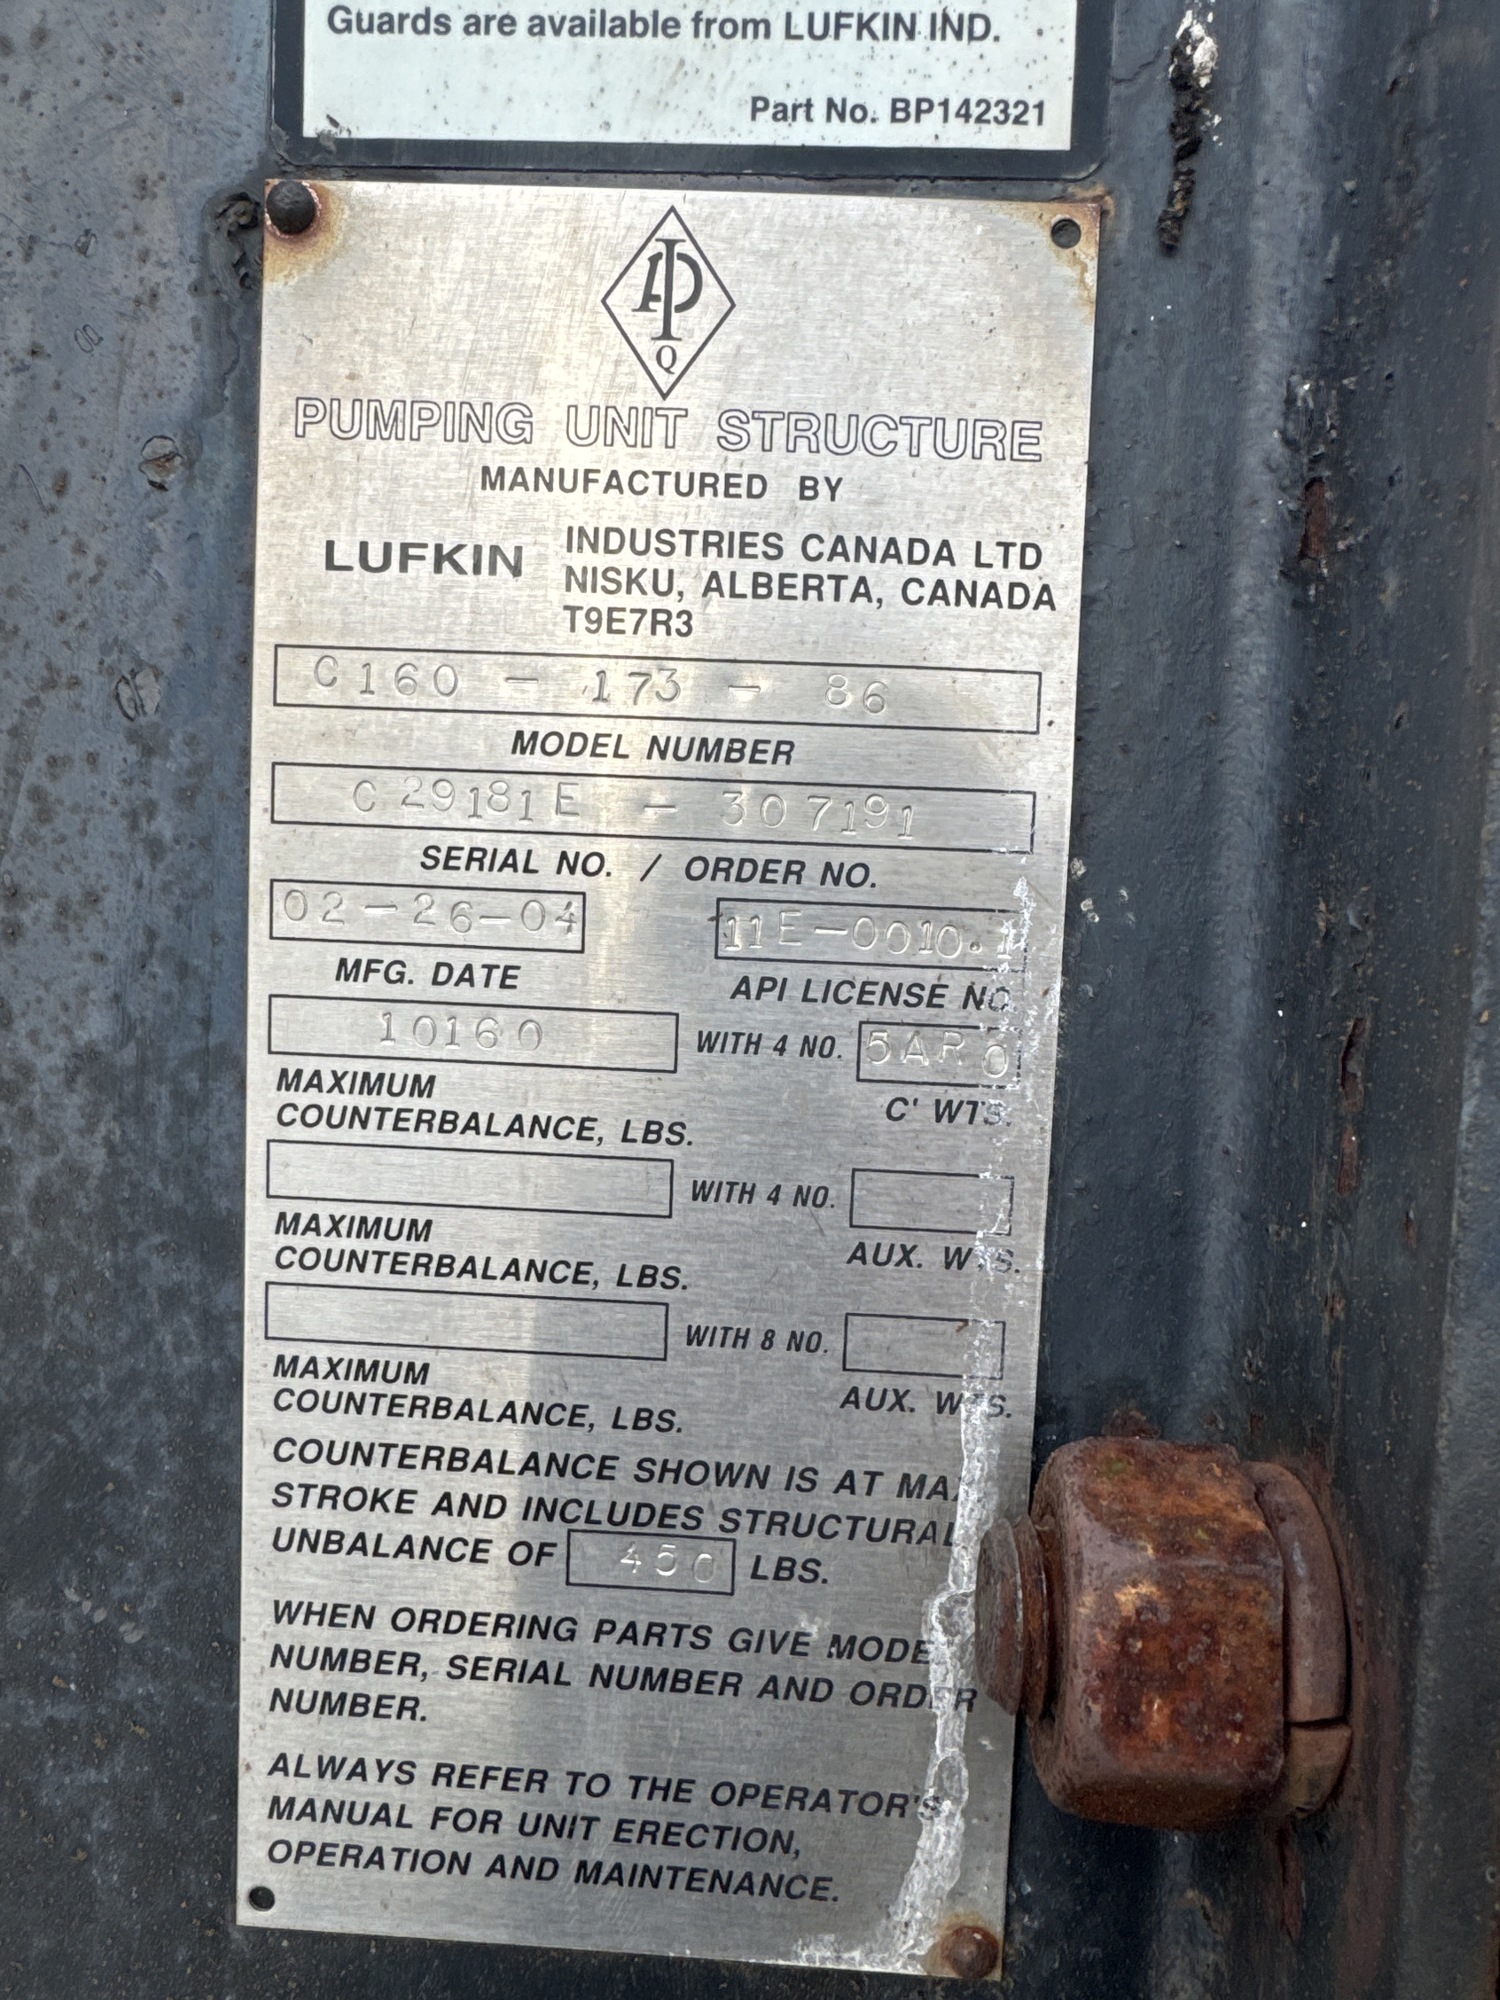 Guards are available from LUFKIN IND.
Part No. BP142321
API
Q
PUMPING UNIT STRUCTURE
MANUFACTURED BY
LUFKIN INDUSTRIES CANADA LTD
NISKU, ALBERTA, CANADA
T9E7R3
C160 - 173 - 86
MODEL NUMBER
C29181E - 307191
SERIAL NO. / ORDER NO.
02-26-04 11E-0010.1
MFG. DATE API LICENSE NO
10160 WITH 4 NO. 5ARO
MAXIMUM
COUNTERBALANCE, LBS. C' WTS.
WITH 4 NO.
MAXIMUM
COUNTERBALANCE, LBS. AUX. WTS.
WITH 8 NO.
MAXIMUM
COUNTERBALANCE, LBS. AUX. WTS.
COUNTERBALANCE SHOWN IS AT MAX
STROKE AND INCLUDES STRUCTURAL
UNBALANCE OF 450 LBS.
WHEN ORDERING PARTS GIVE MODEL
NUMBER, SERIAL NUMBER AND ORDER
NUMBER.
ALWAYS REFER TO THE OPERATOR'S
MANUAL FOR UNIT ERECTION,
OPERATION AND MAINTENANCE.